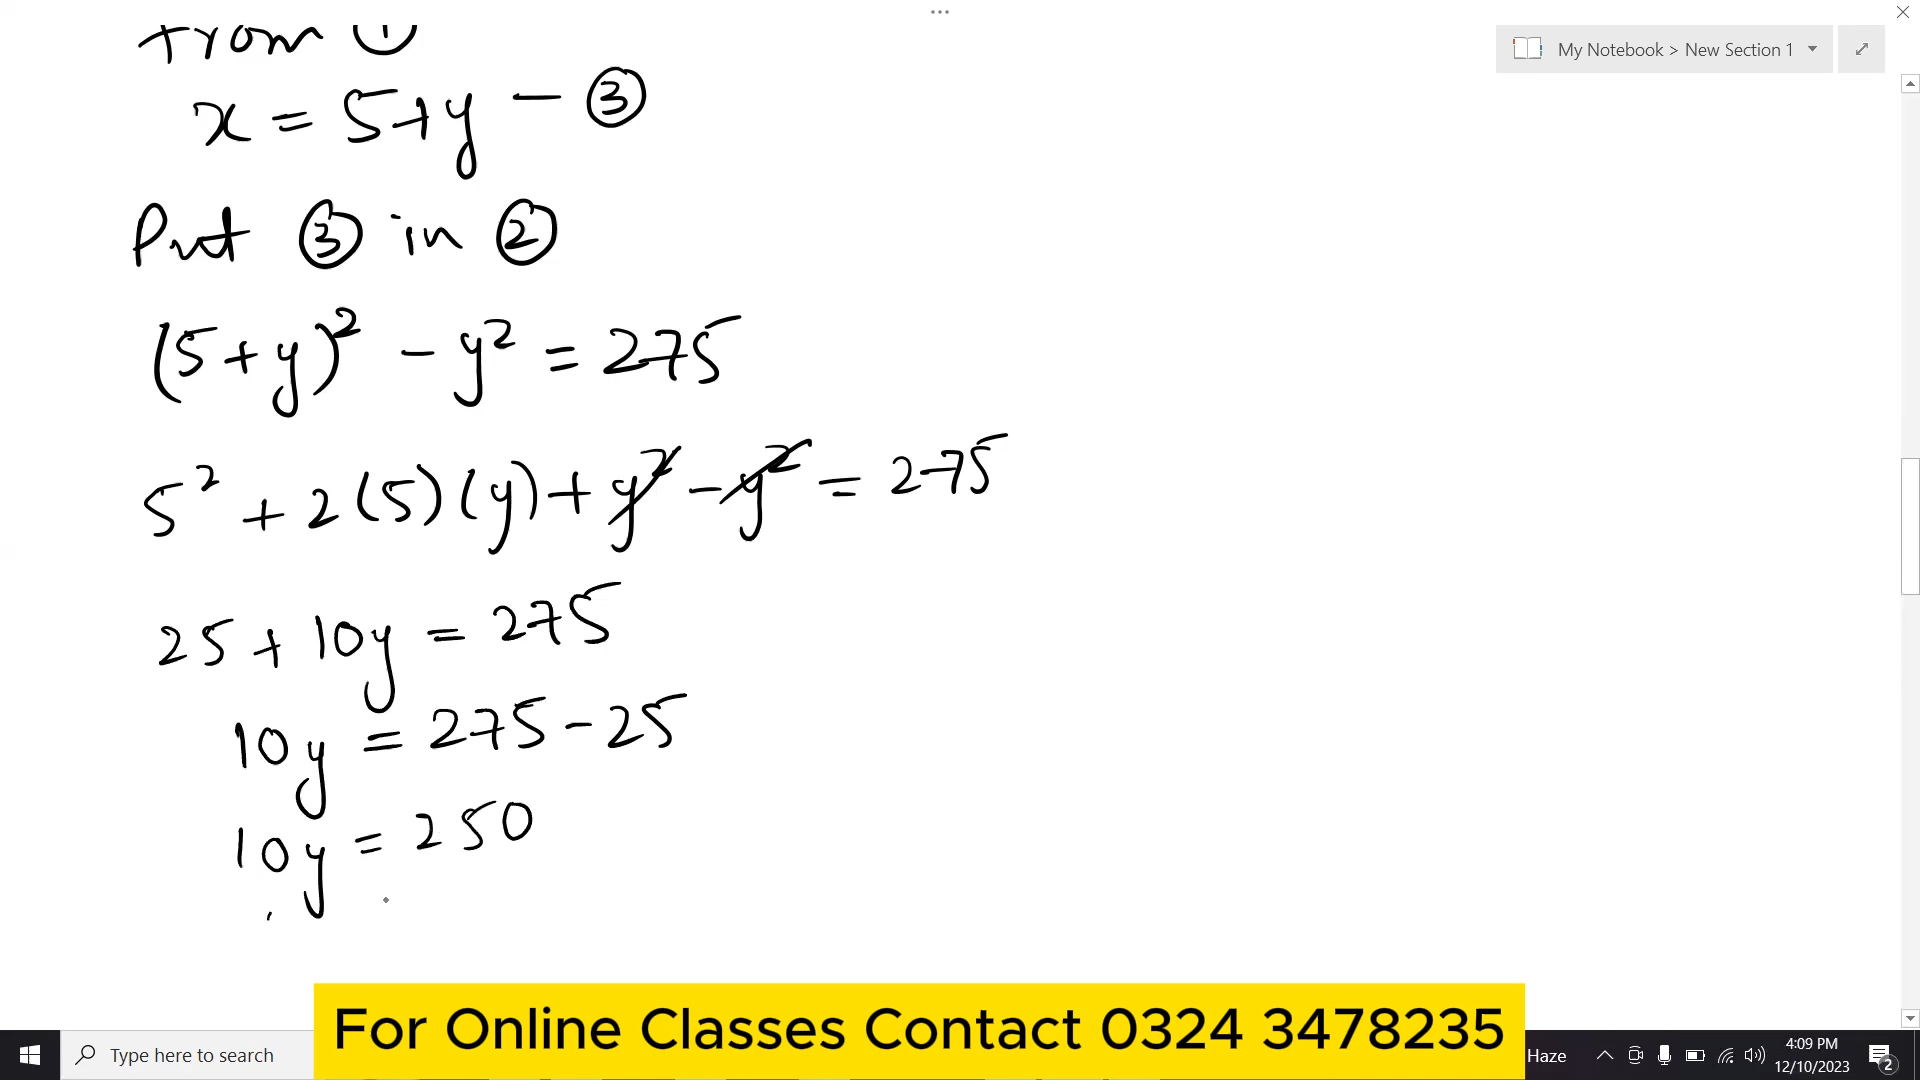 ...
My Notebook > New Section 1
From ①
x = 5+y - ③
Put ③ in ②
(5+y)² - y² = 275
5² + 2(5)(y) + y² - y² = 275
25 + 10y = 275
10y = 275 - 25
10y = 250
For Online Classes Contact 0324 3478235
Type here to search
Haze
4:09 PM
12/10/2023
2